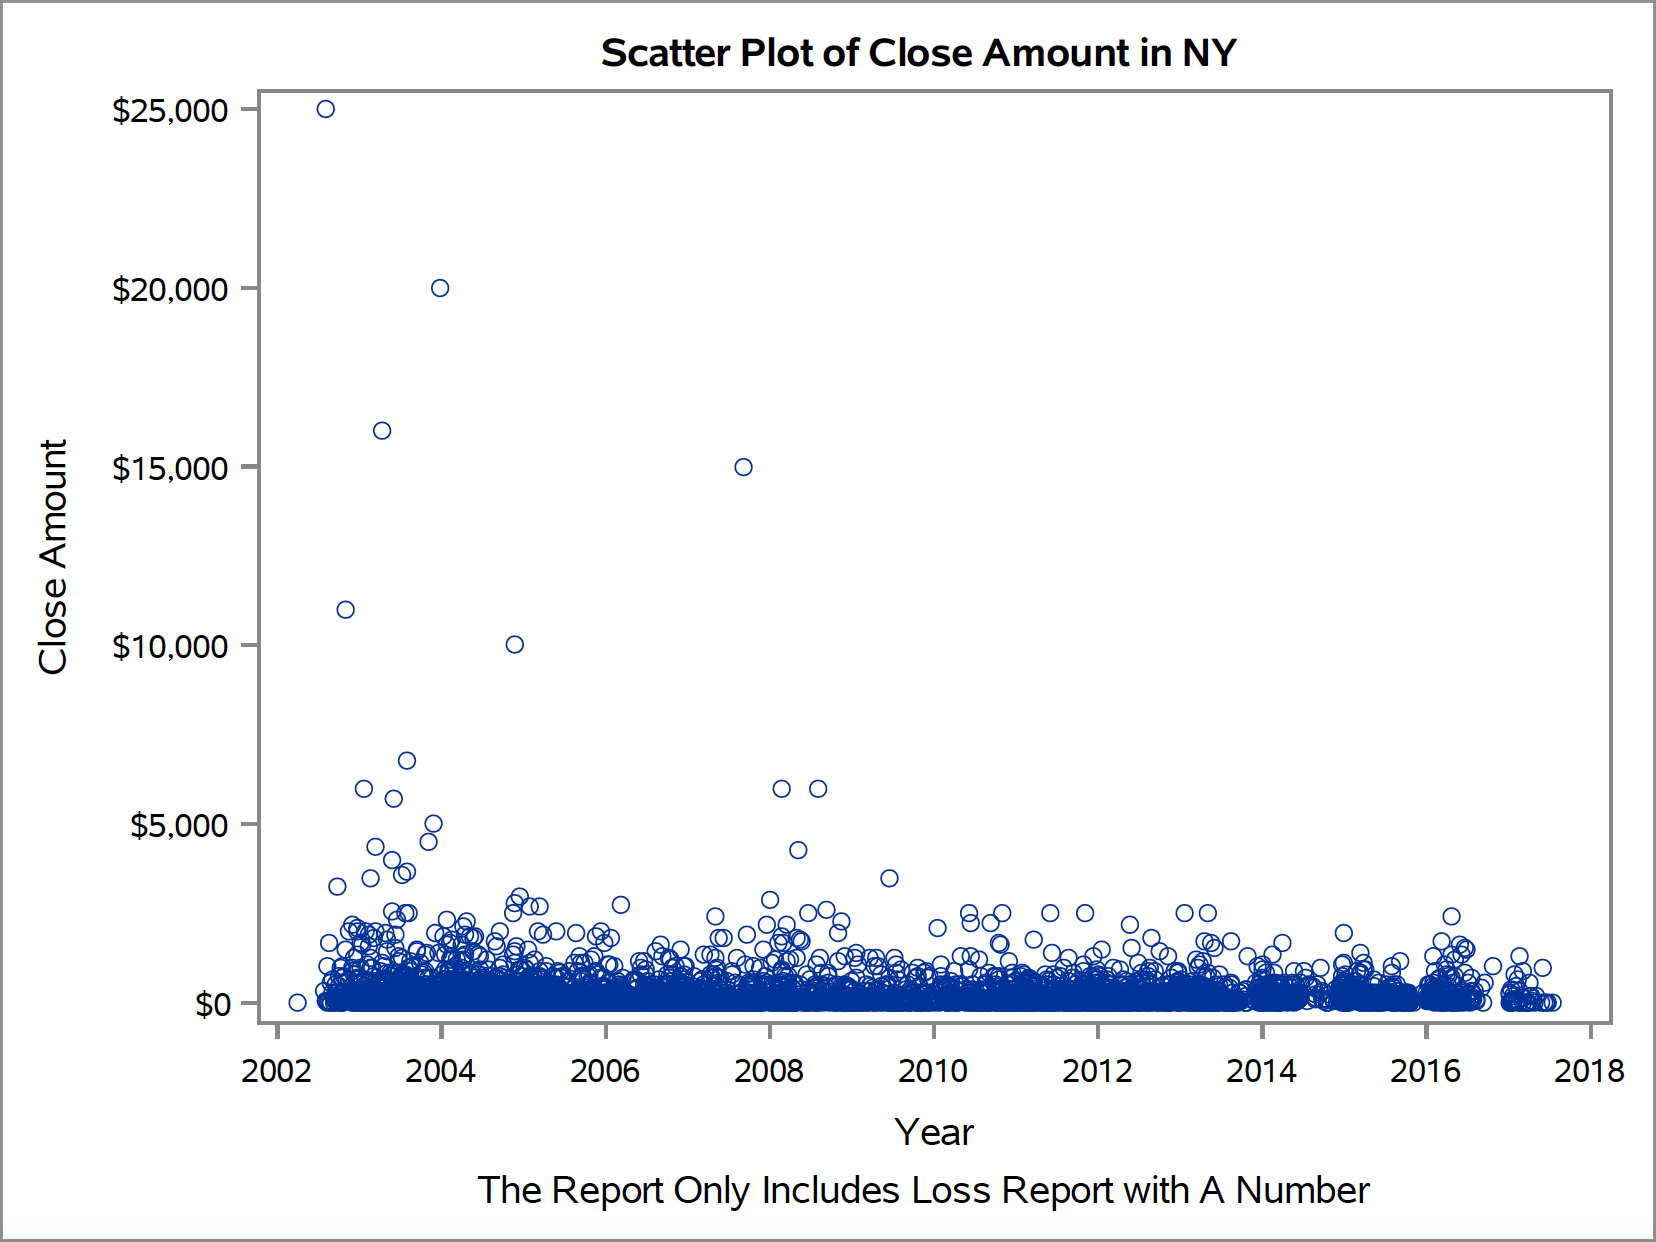 Scatter Plot of Close Amount in NY
$25,000
$20,000
$15,000
$10,000
$5,000
$0
Close Amount
2002 2004 2006 2008 2010 2012 2014 2016 2018
Year
The Report Only Includes Loss Report with A Number